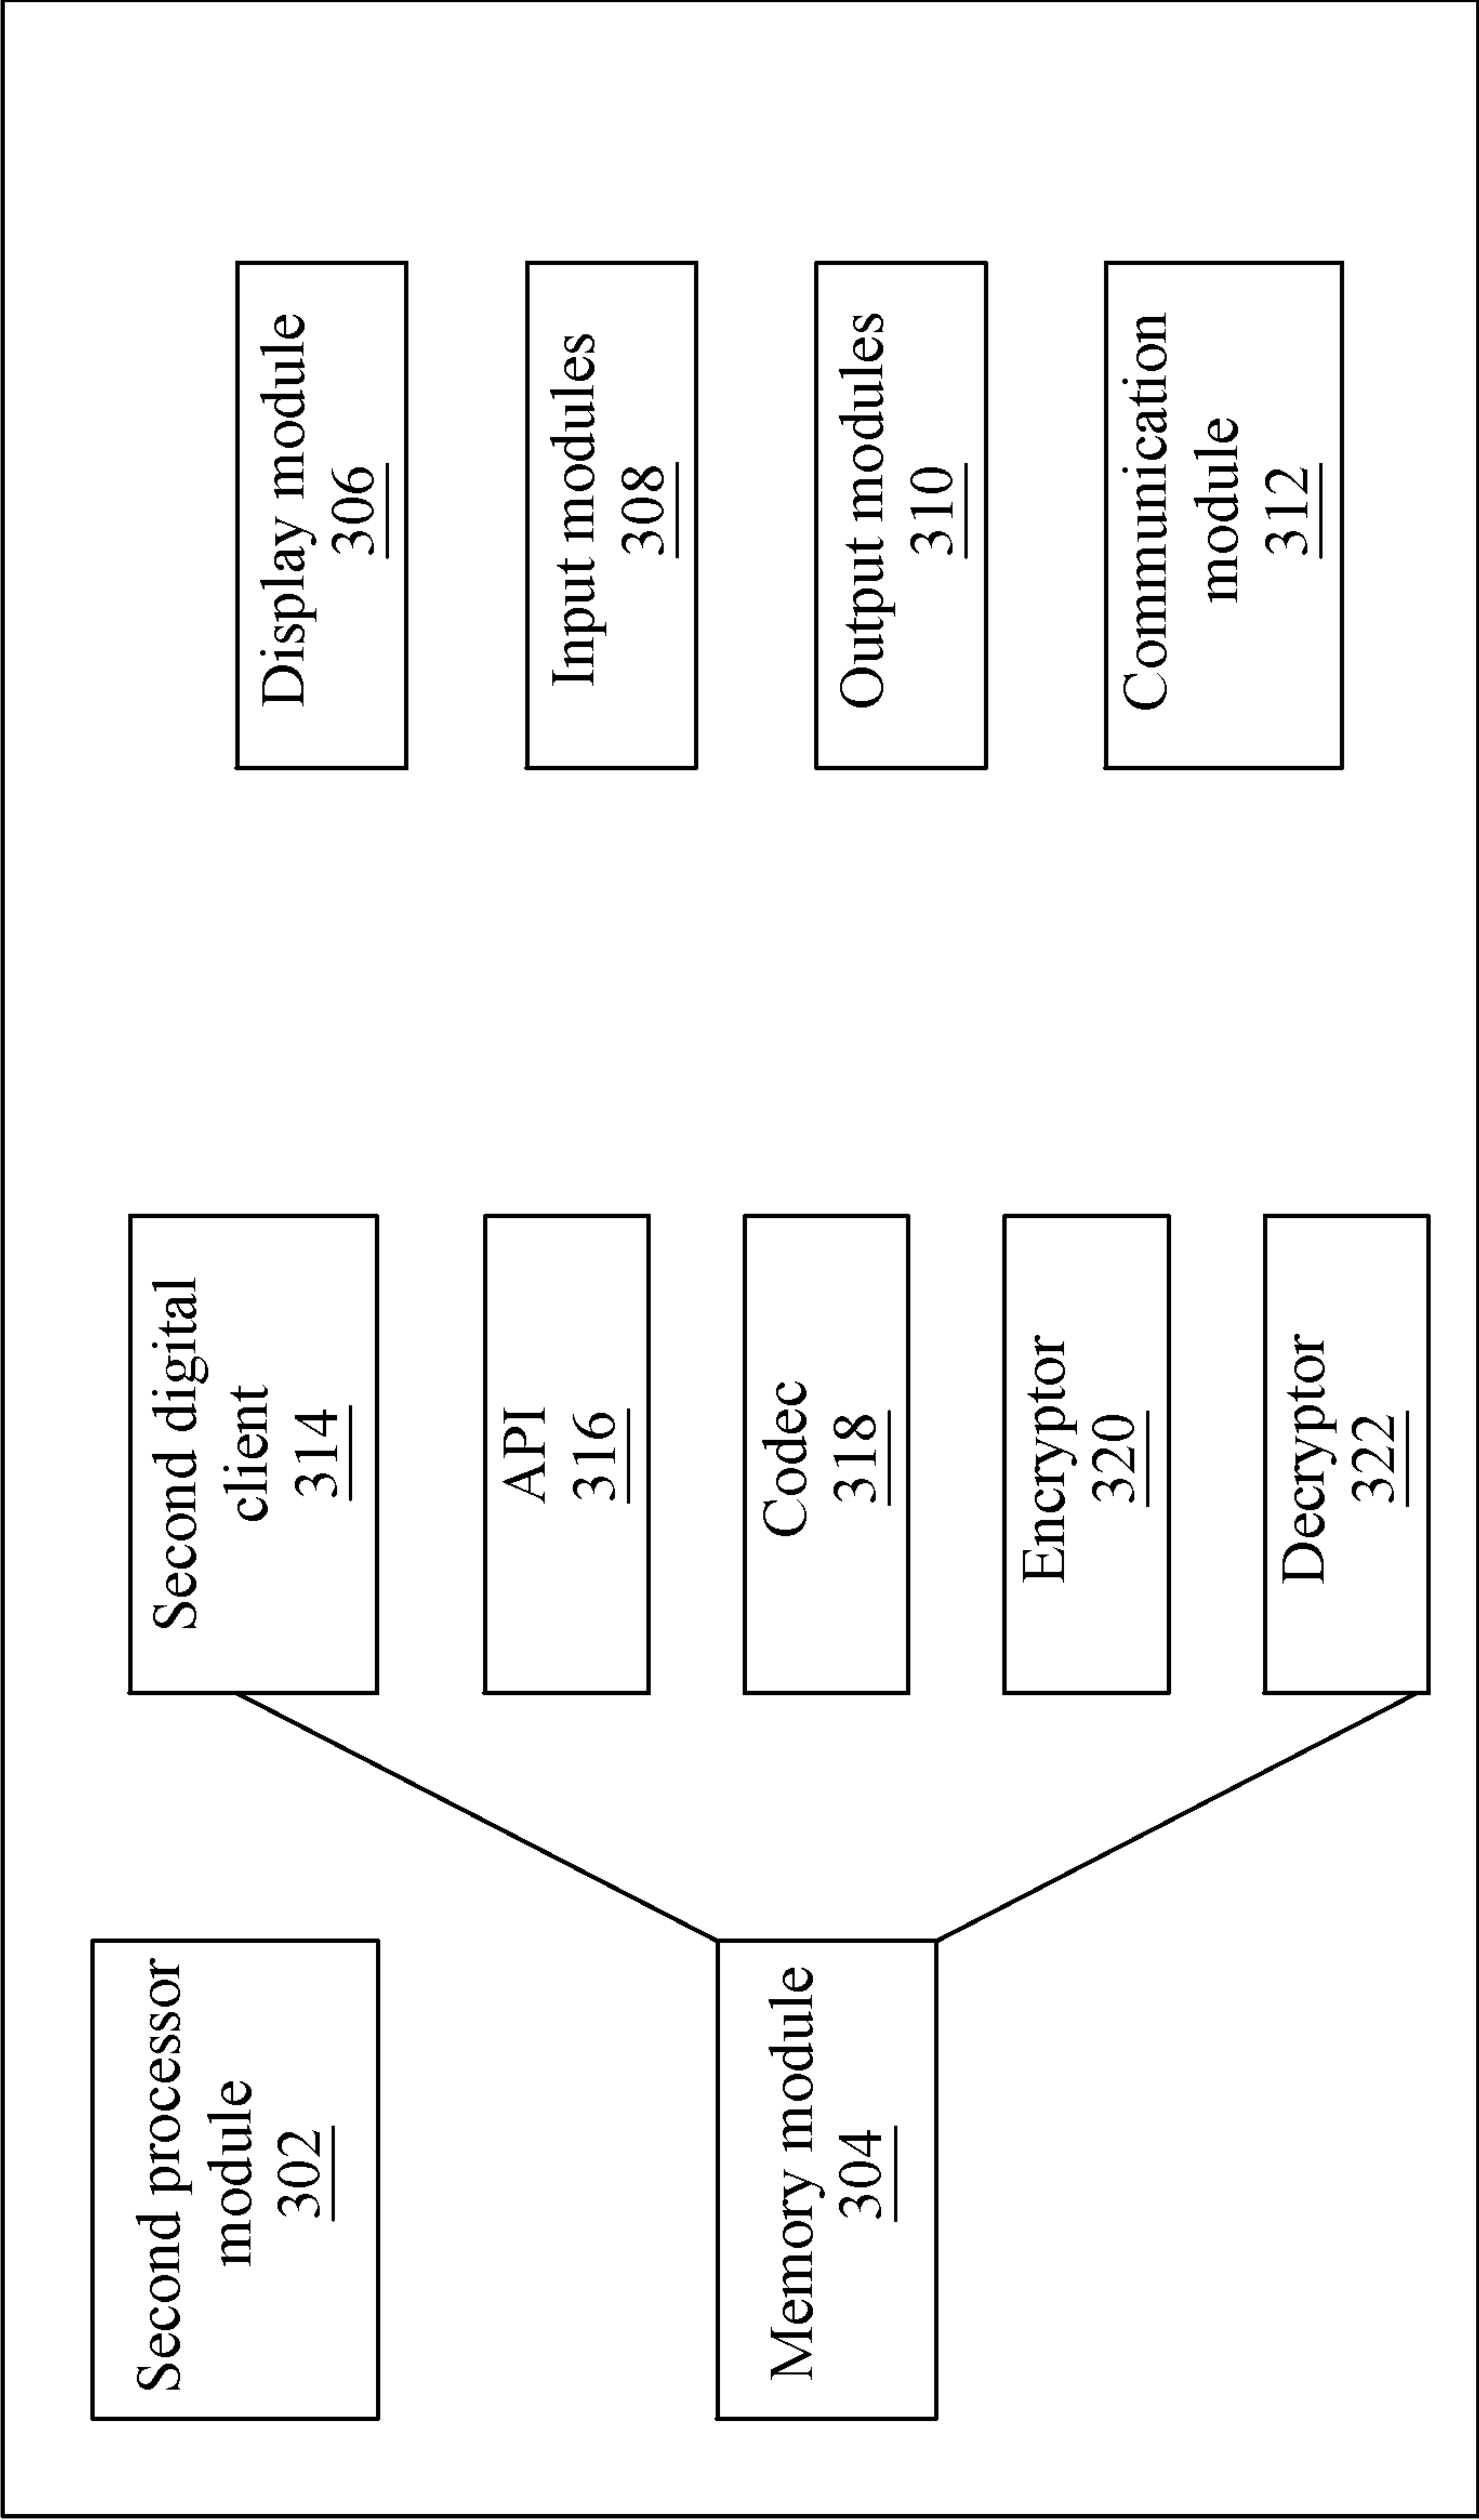 Second processor
module
302
Memory module
304
Second digital
client
314
API
316
Codec
318
Encryptor
320
Decryptor
322
Display module
306
Input modules
308
Output modules
310
Communication
module
312